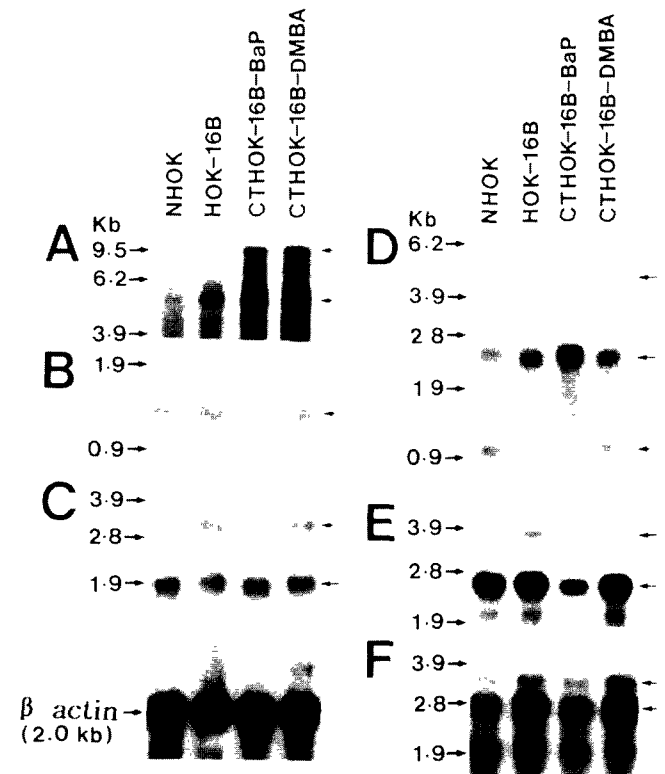 NHOK
HOK-16B
CTHOK-16B-BaP
CTHOK-16B-DMBA
Kb
A
9.5
6.2
3.9
B
1.9
0.9
C
3.9
2.8
1.9
β actin
(2.0 kb)
NHOK
HOK-16B
CTHOK-16B-BaP
CTHOK-16B-DMBA
Kb
D
6.2
3.9
2.8
1.9
0.9
E
3.9
2.8
1.9
F
3.9
2.8
1.9